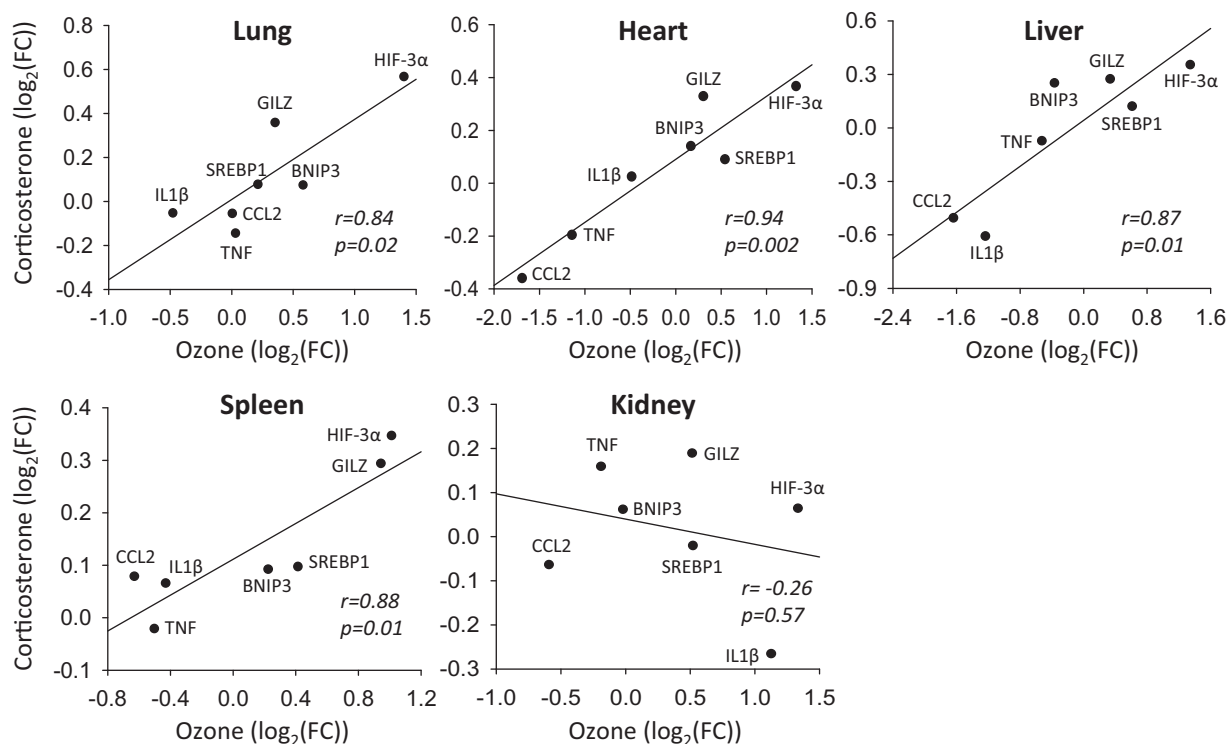 Lung
Corticosterone (log₂(FC))
0.8
0.6
0.4
0.2
0.0
-0.2
-0.4
HIF-3α
GILZ
SREBP1
BNIP3
IL1β
CCL2
TNF
r=0.84
p=0.02
-1.0 -0.5 0.0 0.5 1.0 1.5
Ozone (log₂(FC))
Heart
0.6
0.4
0.2
0.0
-0.2
0.4
GILZ
HIF-3α
BNIP3
SREBP1
IL1β
TNF
CCL2
r=0.94
p=0.002
-2.0 -1.5 -1.0 -0.5 0.0 0.5 1.0 1.5
Ozone (log₂(FC))
Liver
0.6
0.3
0.0
-0.3
-0.6
-0.9
GILZ
HIF-3α
BNIP3
SREBP1
TNF
CCL2
IL1β
r=0.87
p=0.01
-2.4 -1.6 -0.8 0.0 0.8 1.6
Ozone (log₂(FC))
Spleen
Corticosterone (log₂(FC))
0.4
0.3
0.2
0.1
0.0
-0.1
HIF-3α
GILZ
CCL2
IL1β
SREBP1
BNIP3
TNF
r=0.88
p=0.01
-0.8 -0.4 0.0 0.4 0.8 1.2
Ozone (log₂(FC))
Kidney
0.3
0.2
0.1
0.0
-0.1
-0.2
-0.3
TNF
GILZ
HIF-3α
BNIP3
CCL2
SREBP1
r= -0.26
p=0.57
IL1β
-1.0 -0.5 0.0 0.5 1.0 1.5
Ozone (log₂(FC))